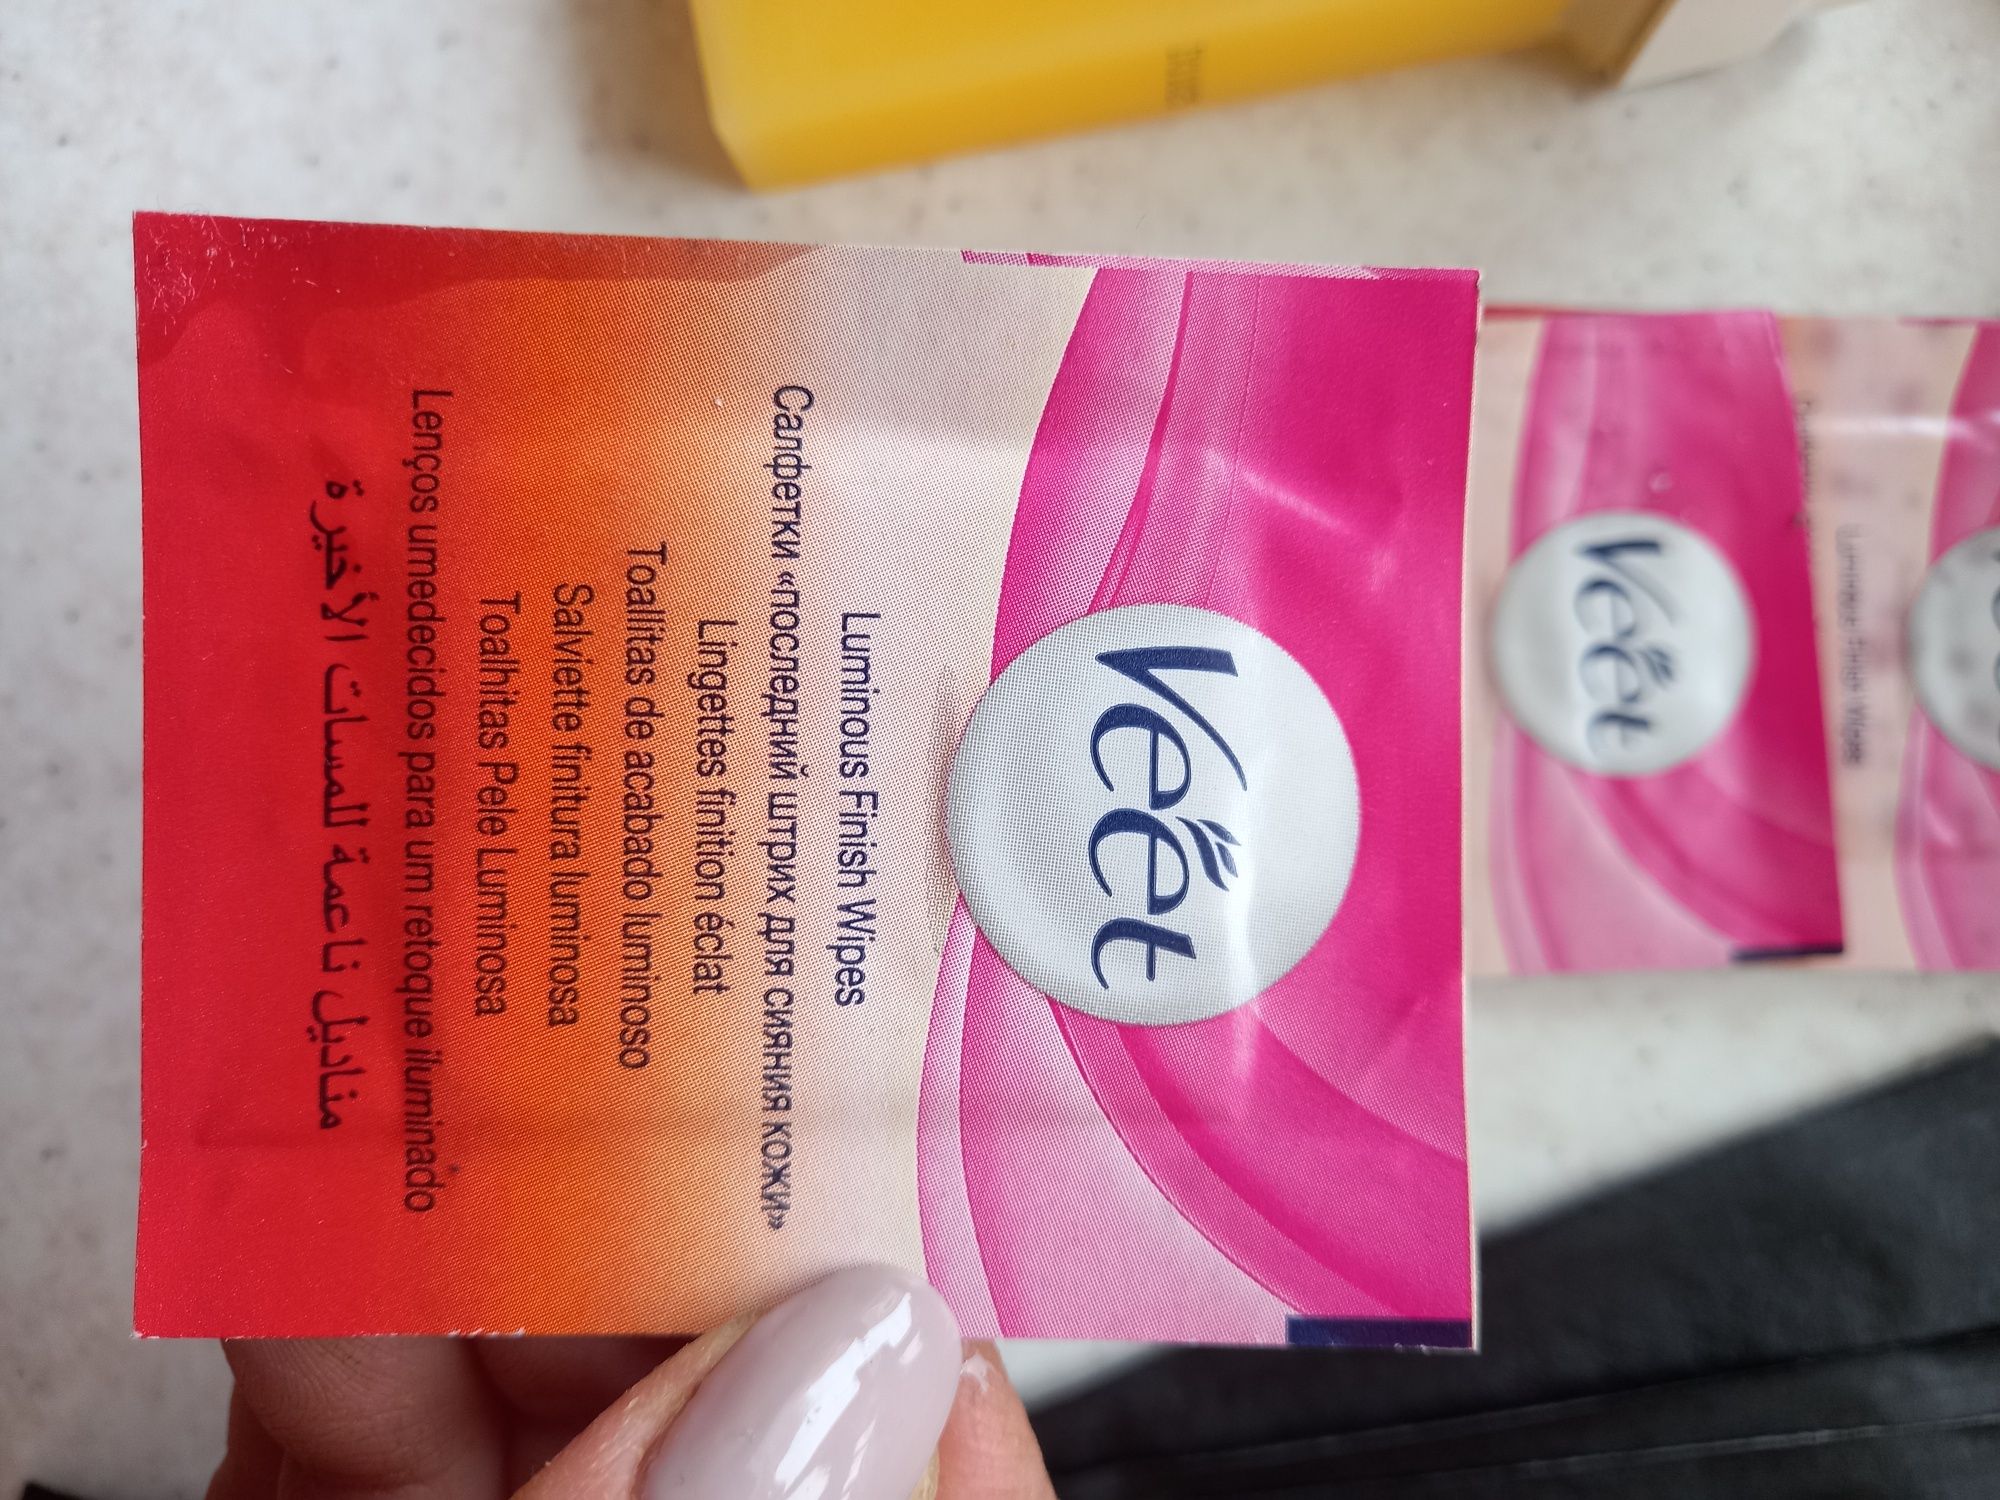 Veet
Luminous Finish Wipes
Салфетки «последний штрих для сияния кожи»
Lingettes finition éclat
Toallitas de acabado luminoso
Salviette finitura luminosa
Toalhitas Pele Luminosa
Lenços umedecidos para um retoque iluminado
مناديل ناعمة للمسات الأخيرة
Veet
Luminous Finish Wipes